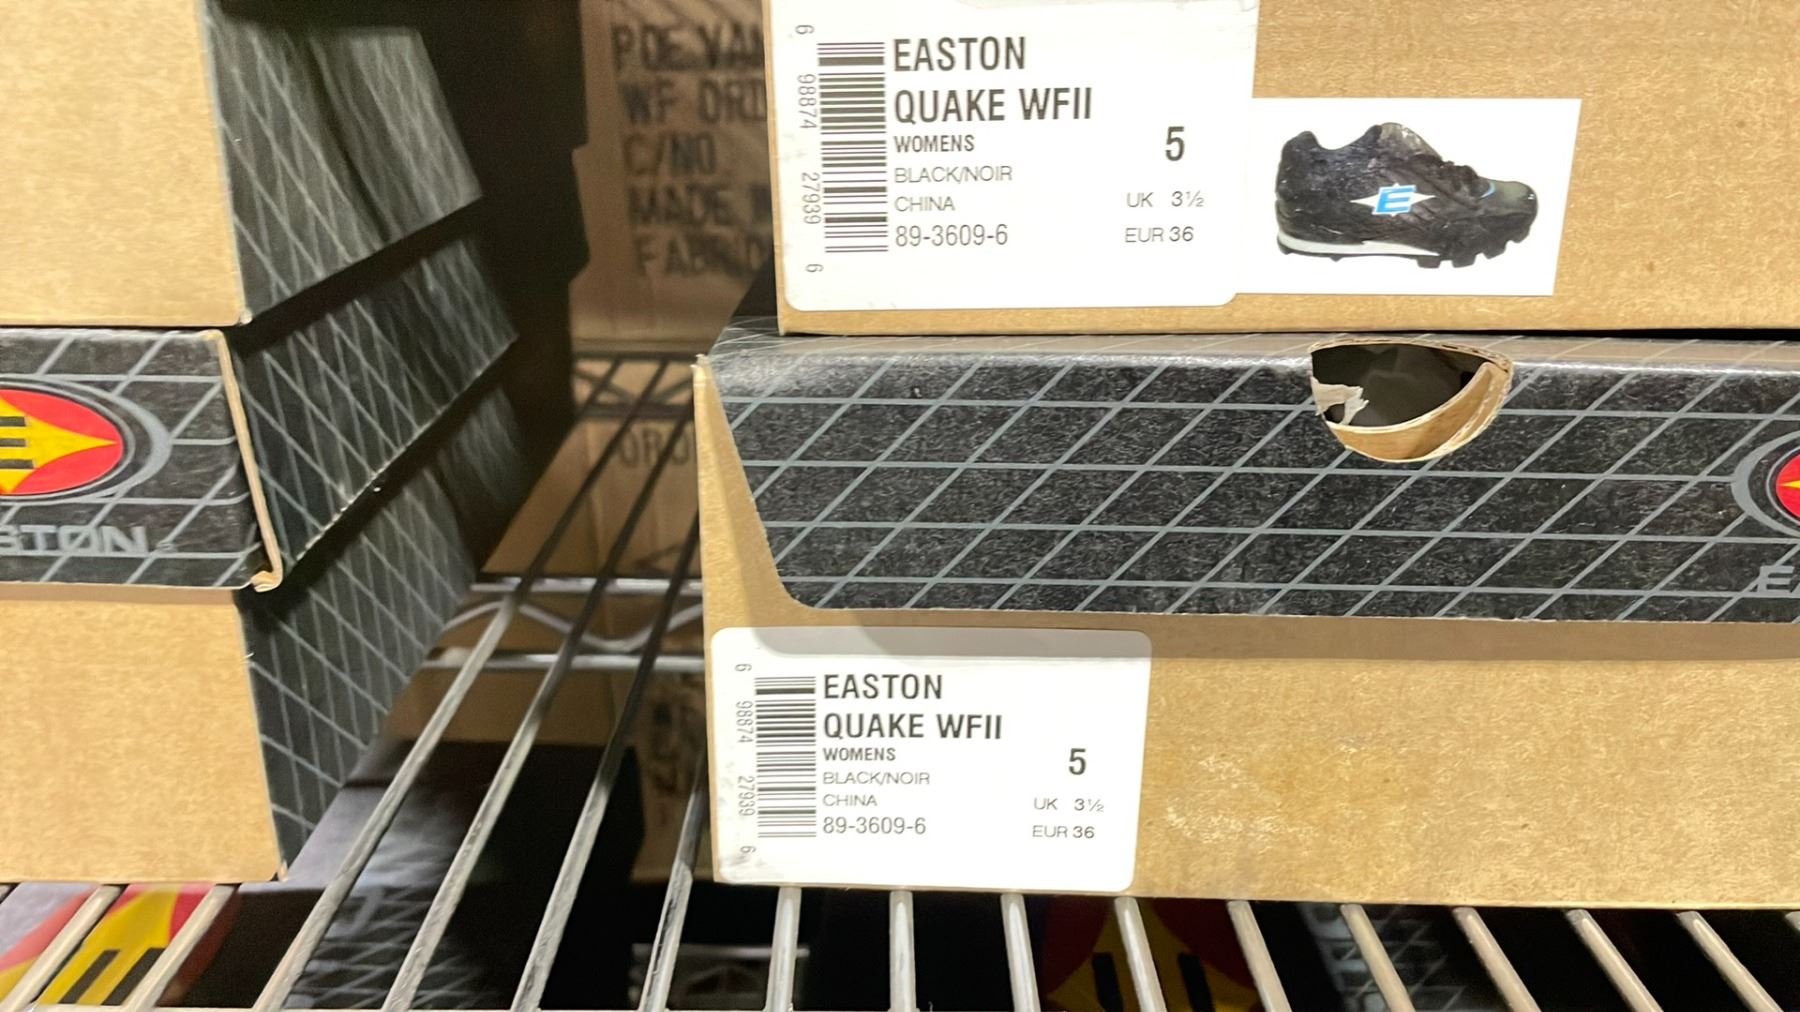 EASTON
QUAKE WFII
WOMENS
5
BLACK/NOIR
CHINA
UK 3½
89-3609-6
EUR 36
6 98874 27939 6
E
EASTON
QUAKE WFII
WOMENS
5
BLACK/NOIR
CHINA
UK 3½
89-3609-6
EUR 36
6 98874 27939 6
STON
C/NO.
MADE